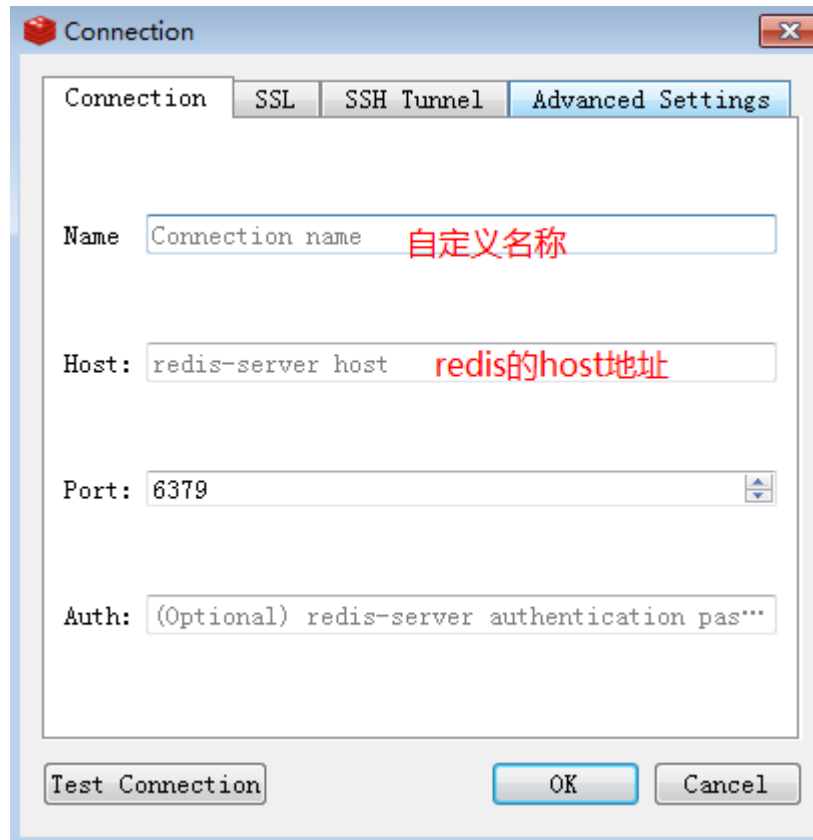 Connection
Connection SSL SSH Tunnel Advanced Settings
Name Connection name 自定义名称
Host: redis-server host redis的host地址
Port: 6379
Auth: (Optional) redis-server authentication pas…
Test Connection OK Cancel